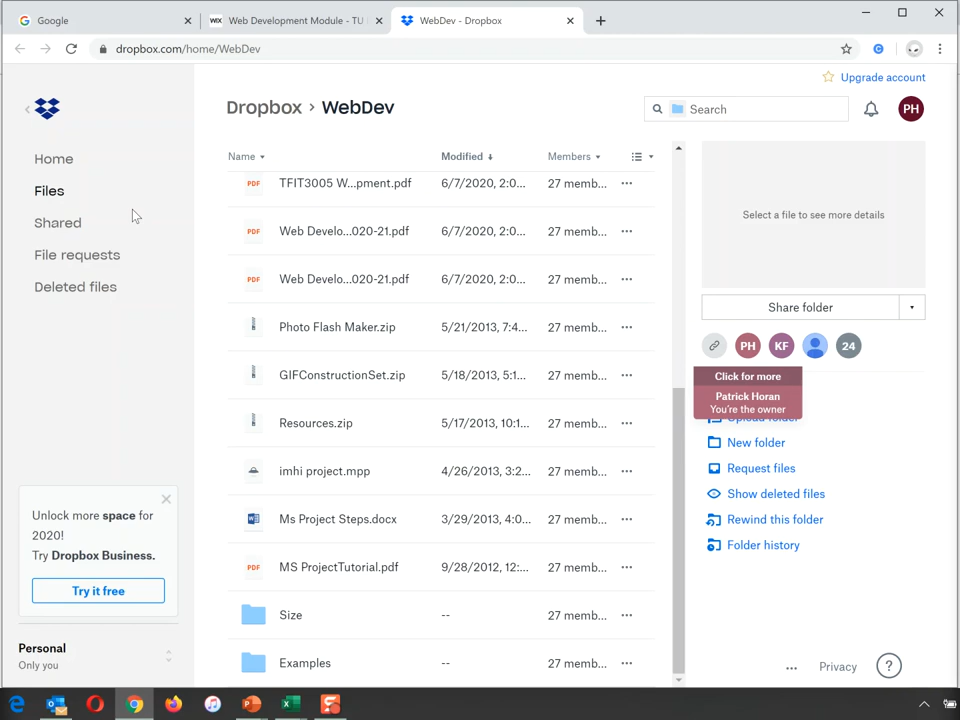 Google
WIX Web Development Module - TU
WebDev - Dropbox
dropbox.com/home/WebDev
Upgrade account
Dropbox › WebDev
Search
PH
Home
Files
Shared
File requests
Deleted files
Name
Modified
Members
PDF TFIT3005 W...pment.pdf 6/7/2020, 2:0... 27 memb...
PDF Web Develo...020-21.pdf 6/7/2020, 2:0... 27 memb...
PDF Web Develo...020-21.pdf 6/7/2020, 2:0... 27 memb...
Photo Flash Maker.zip 5/21/2013, 7:4... 27 memb...
GIFConstructionSet.zip 5/18/2013, 5:1... 27 memb...
Resources.zip 5/17/2013, 10:1... 27 memb...
imhi project.mpp 4/26/2013, 3:2... 27 memb...
Ms Project Steps.docx 3/29/2013, 4:0... 27 memb...
PDF MS ProjectTutorial.pdf 9/28/2012, 12:... 27 memb...
Size -- 27 memb...
Examples -- 27 memb...
Select a file to see more details
Share folder
PH KF 24
Click for more
Patrick Horan
You're the owner
Upload folder
New folder
Request files
Show deleted files
Rewind this folder
Folder history
Unlock more space for
2020!
Try Dropbox Business.
Try it free
Personal
Only you
... Privacy ?